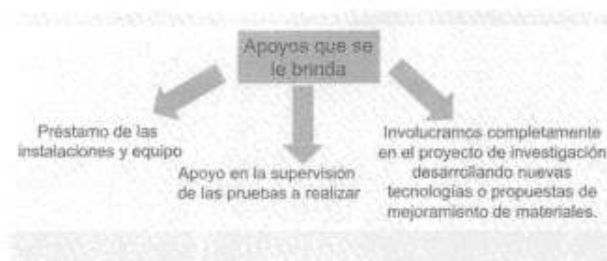 Apoyos que se
le brinda
Préstamo de las
instalaciones y equipo
Apoyo en la supervisión
de las pruebas a realizar
Involucramos completamente
en el proyecto de investigación
desarrollando nuevas
tecnologías o propuestas de
mejoramiento de materiales.